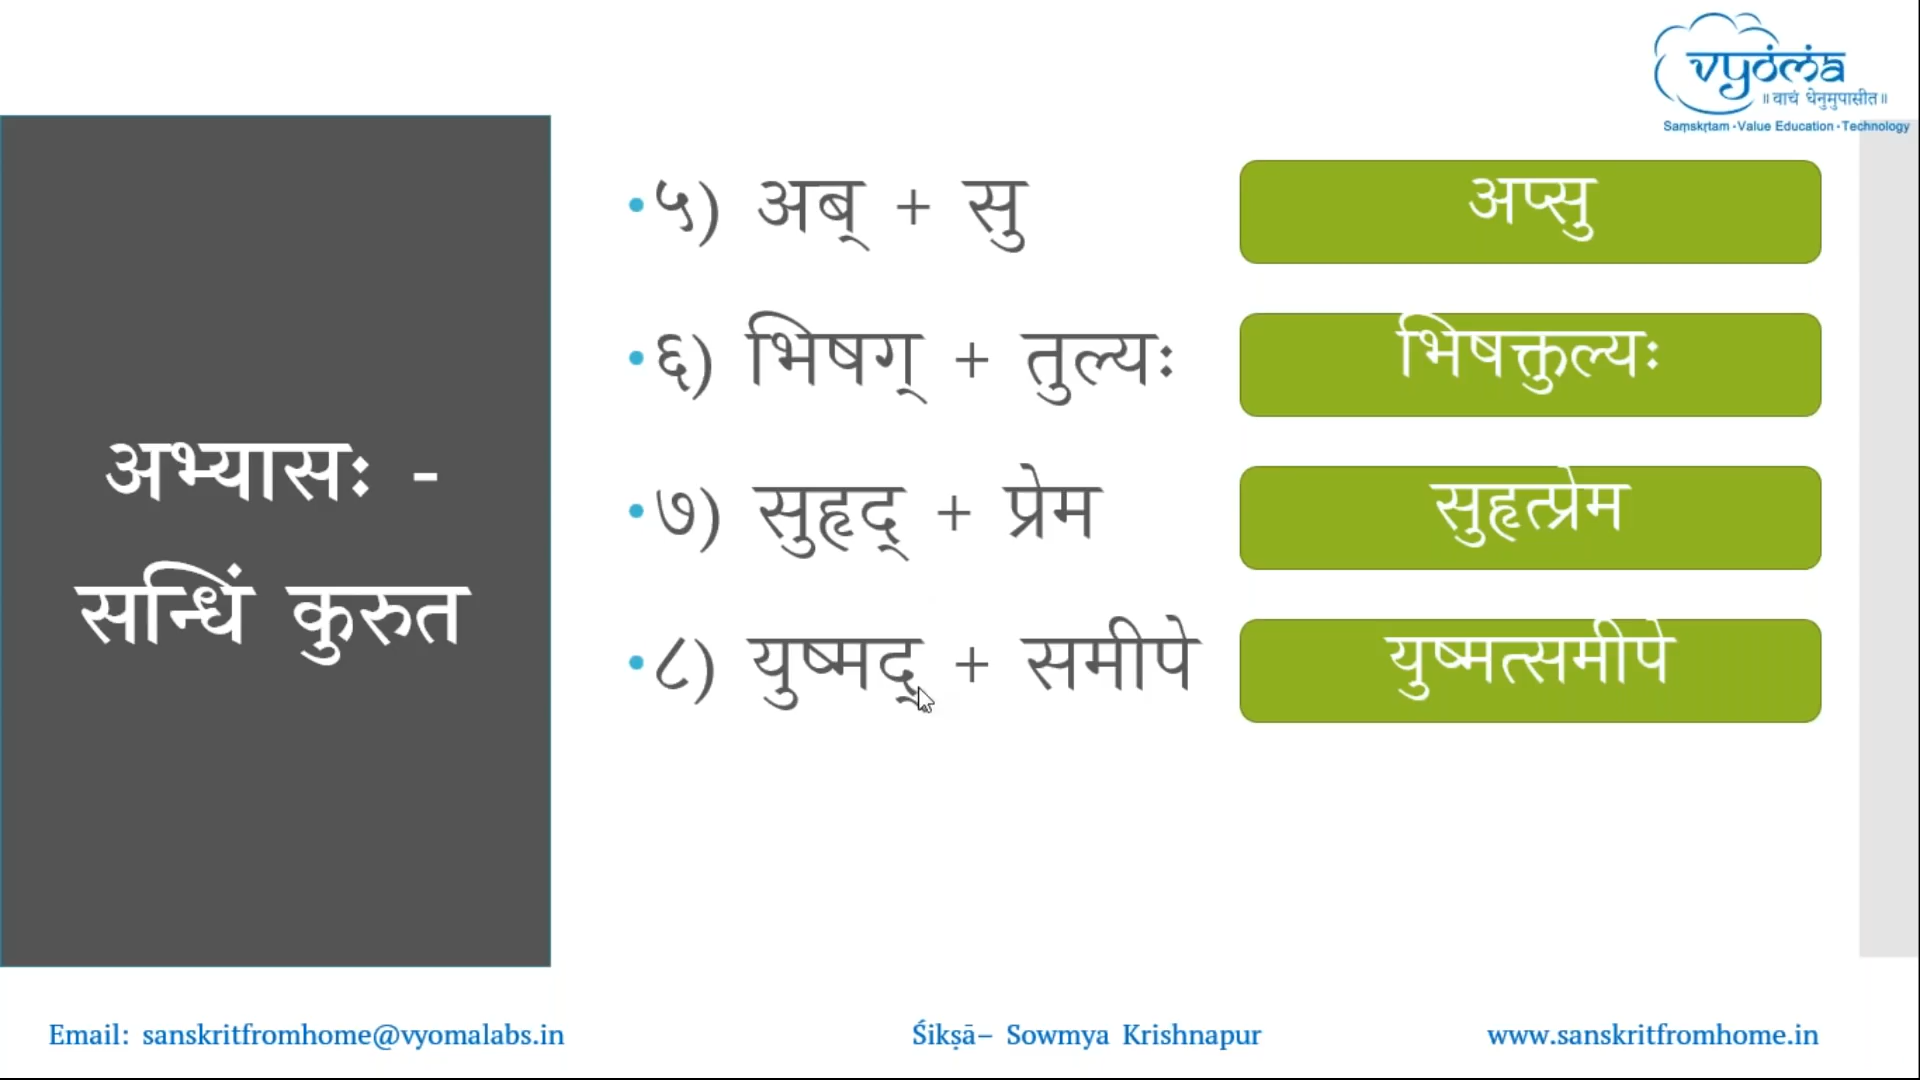 vyoma
॥ वाचं धेनुमुपासीत॥
Saṃskṛtam - Value Education - Technology
अभ्यासः -
सन्धिं कुरुत
• ५) अब् + सु अप्सु
• ६) भिषग् + तुल्यः भिषक्तुल्यः
• ७) सुहृद् + प्रेम सुहृत्प्रेम
• ८) युष्मद् + समीपे युष्मत्समीपे
Email: sanskritfromhome@vyomalabs.in Śikṣā– Sowmya Krishnapur www.sanskritfromhome.in